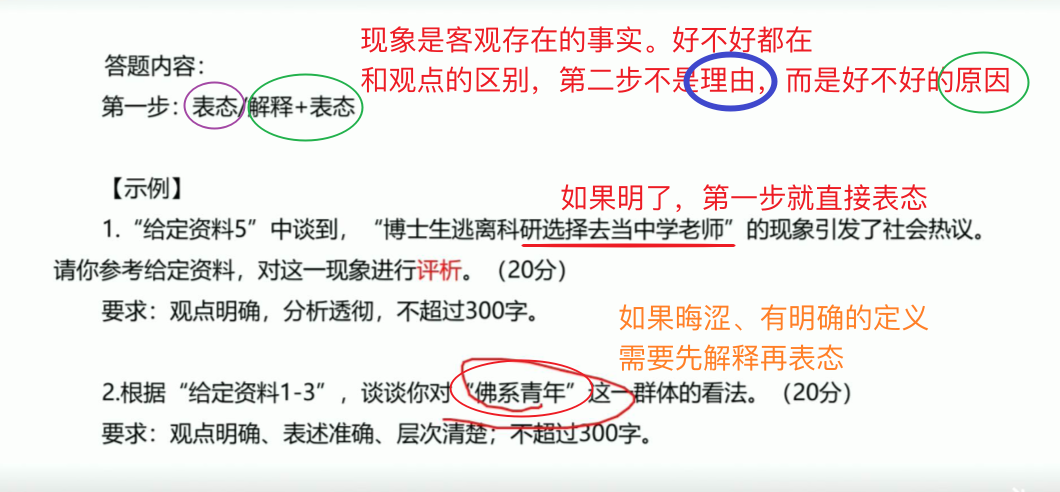 现象是客观存在的事实。好不好都在
和观点的区别，第二步不是理由，而是好不好的原因
答题内容：
第一步：表态/解释+表态
【示例】
如果明了，第一步就直接表态
1.“给定资料5”中谈到，“博士生逃离科研选择去当中学老师”的现象引发了社会热议。
请你参考给定资料，对这一现象进行评析。（20分）
要求：观点明确，分析透彻，不超过300字。
如果晦涩、有明确的定义
需要先解释再表态
2.根据“给定资料1-3”，谈谈你对“佛系青年”这一群体的看法。（20分）
要求：观点明确、表述准确、层次清楚；不超过300字。